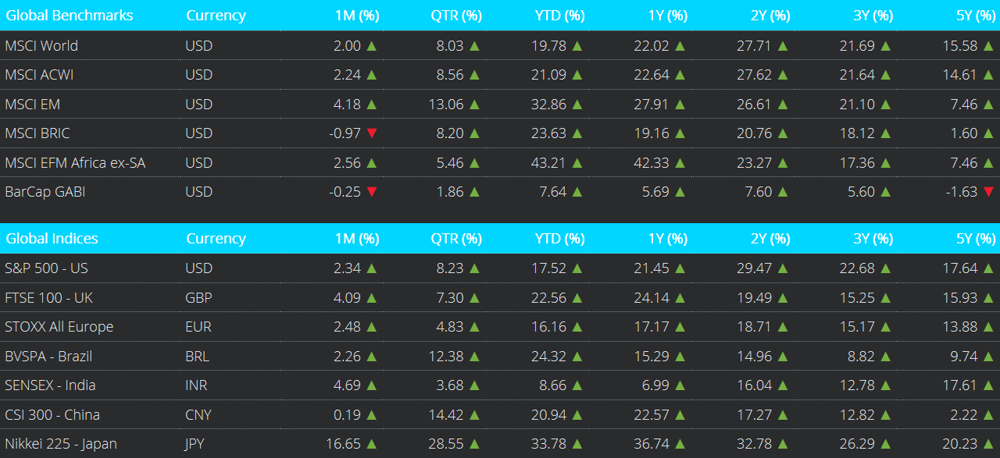 Global Benchmarks Currency 1M (%) QTR (%) YTD (%) 1Y (%) 2Y (%) 3Y (%) 5Y (%)
MSCI World USD 2.00 ▲ 8.03 ▲ 19.78 ▲ 22.02 ▲ 27.71 ▲ 21.69 ▲ 15.58 ▲
MSCI ACWI USD 2.24 ▲ 8.56 ▲ 21.09 ▲ 22.64 ▲ 27.62 ▲ 21.64 ▲ 14.61 ▲
MSCI EM USD 4.18 ▲ 13.06 ▲ 32.86 ▲ 27.91 ▲ 26.61 ▲ 21.10 ▲ 7.46 ▲
MSCI BRIC USD -0.97 ▼ 8.20 ▲ 23.63 ▲ 19.16 ▲ 20.76 ▲ 18.12 ▲ 1.60 ▲
MSCI EFM Africa ex-SA USD 2.56 ▲ 5.46 ▲ 43.21 ▲ 42.33 ▲ 23.27 ▲ 17.36 ▲ 7.46 ▲
BarCap GABI USD -0.25 ▼ 1.86 ▲ 7.64 ▲ 5.69 ▲ 7.60 ▲ 5.60 ▲ -1.63 ▼
Global Indices Currency 1M (%) QTR (%) YTD (%) 1Y (%) 2Y (%) 3Y (%) 5Y (%)
S&P 500 - US USD 2.34 ▲ 8.23 ▲ 17.52 ▲ 21.45 ▲ 29.47 ▲ 22.68 ▲ 17.64 ▲
FTSE 100 - UK GBP 4.09 ▲ 7.30 ▲ 22.56 ▲ 24.14 ▲ 19.49 ▲ 15.25 ▲ 15.93 ▲
STOXX All Europe EUR 2.48 ▲ 4.83 ▲ 16.16 ▲ 17.17 ▲ 18.71 ▲ 15.17 ▲ 13.88 ▲
BVSPA - Brazil BRL 2.26 ▲ 12.38 ▲ 24.32 ▲ 15.29 ▲ 14.96 ▲ 8.82 ▲ 9.74 ▲
SENSEX - India INR 4.69 ▲ 3.68 ▲ 8.66 ▲ 6.99 ▲ 16.04 ▲ 12.78 ▲ 17.61 ▲
CSI 300 - China CNY 0.19 ▲ 14.42 ▲ 20.94 ▲ 22.57 ▲ 17.27 ▲ 12.82 ▲ 2.22 ▲
Nikkei 225 - Japan JPY 16.65 ▲ 28.55 ▲ 33.78 ▲ 36.74 ▲ 32.78 ▲ 26.29 ▲ 20.23 ▲